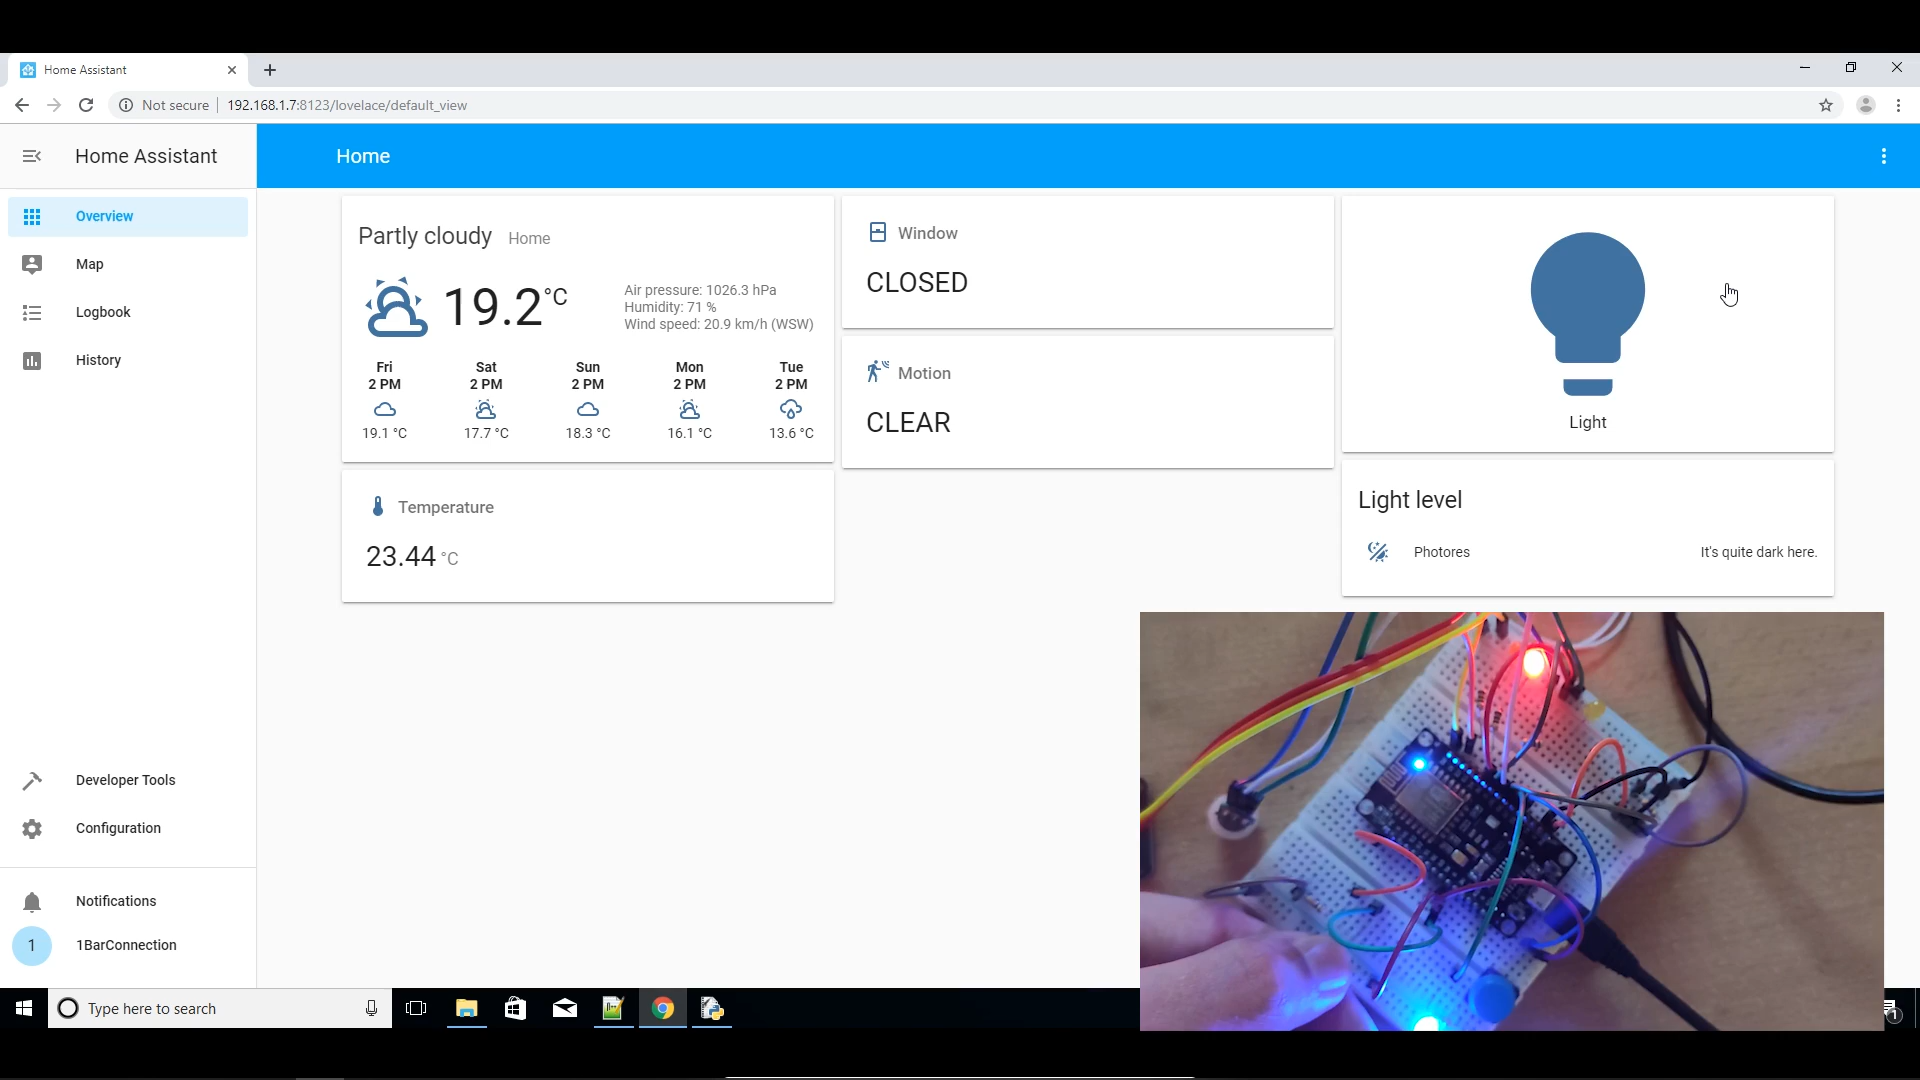 Home Assistant
Not secure
192.168.1.7:8123/lovelace/default_view
Home Assistant
Home
Overview
Map
Logbook
History
Developer Tools
Configuration
Notifications
1
1BarConnection
Partly cloudy Home
19.2 °C
Air pressure: 1026.3 hPa
Humidity: 71 %
Wind speed: 20.9 km/h (WSW)
Fri Sat Sun Mon Tue
2 PM 2 PM 2 PM 2 PM 2 PM
19.1 °C 17.7 °C 18.3 °C 16.1 °C 13.6 °C
Temperature
23.44 °C
Window
CLOSED
Motion
CLEAR
Light
Light level
Photores It's quite dark here.
Type here to search
1